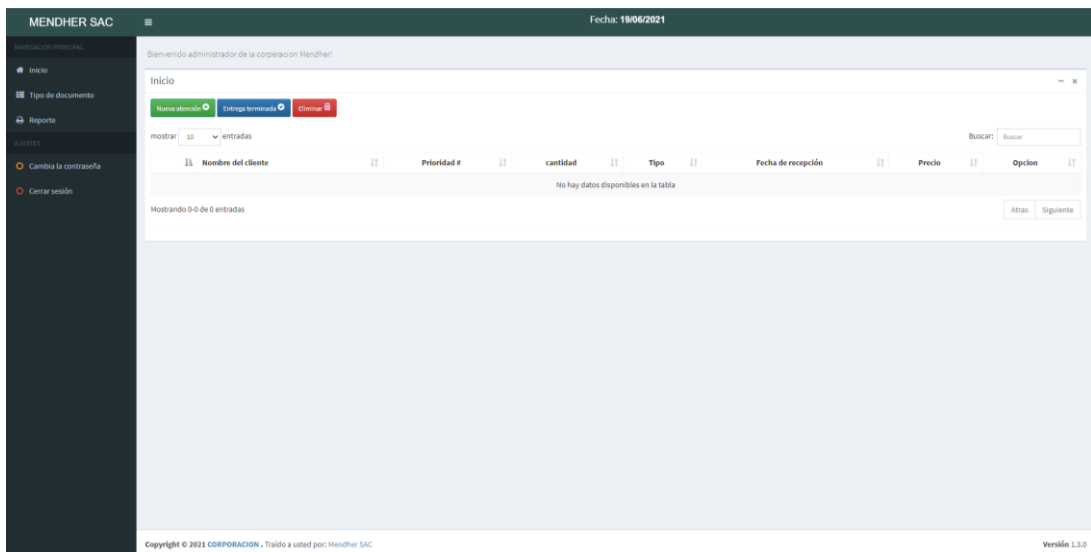 MENDHER SAC
Fecha: 19/06/2021
NAVEGACION PRINCIPAL
Inicio
Tipo de documento
Reporte
AJUSTES
Cambia la contraseña
Cerrar sesión
Bienvenido administrador de la corperacion Mendher!
Inicio
Nueva atención Entrega terminada Eliminar
mostrar 10 entradas Buscar: Buscar
Nombre del cliente Prioridad # cantidad Tipo Fecha de recepción Precio Opcion
No hay datos disponibles en la tabla
Mostrando 0-0 de 0 entradas Atras Siguiente
Copyright © 2021 CORPORACION . Traído a usted por: Mendher SAC Versión 1.3.0